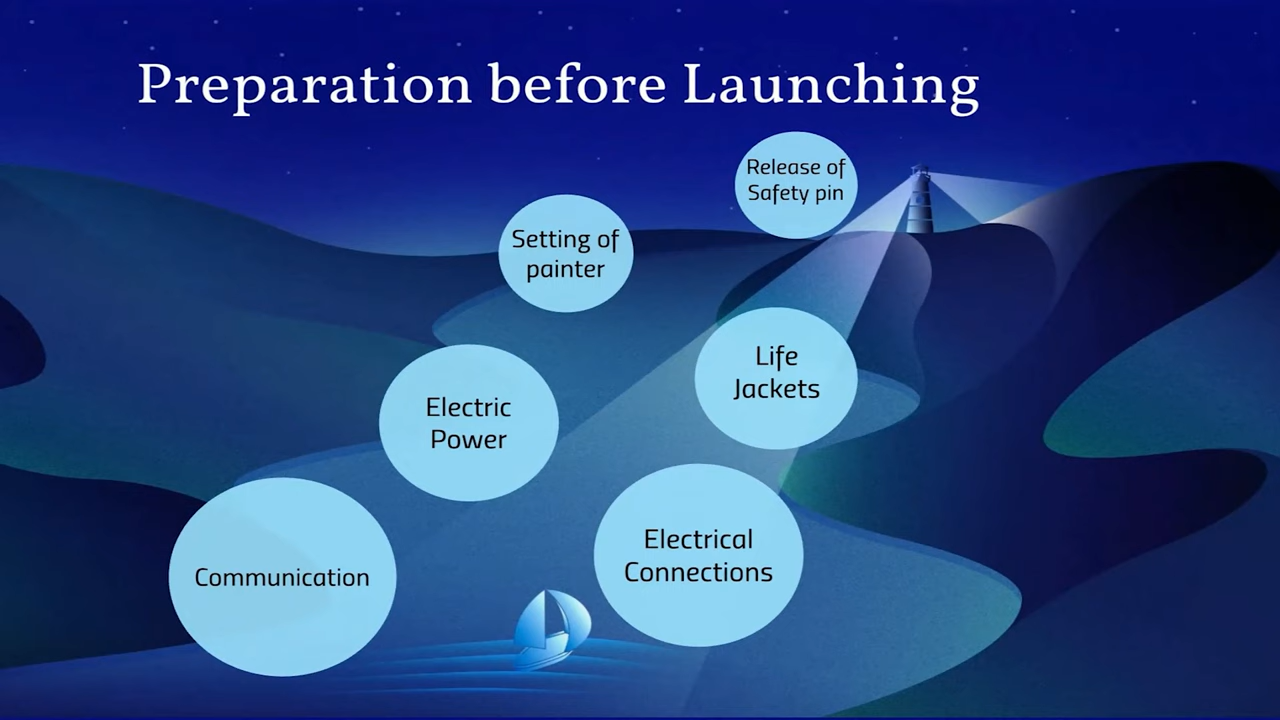 Preparation before Launching
Release of
Safety pin
Setting of
painter
Life
Jackets
Electric
Power
Electrical
Connections
Communication